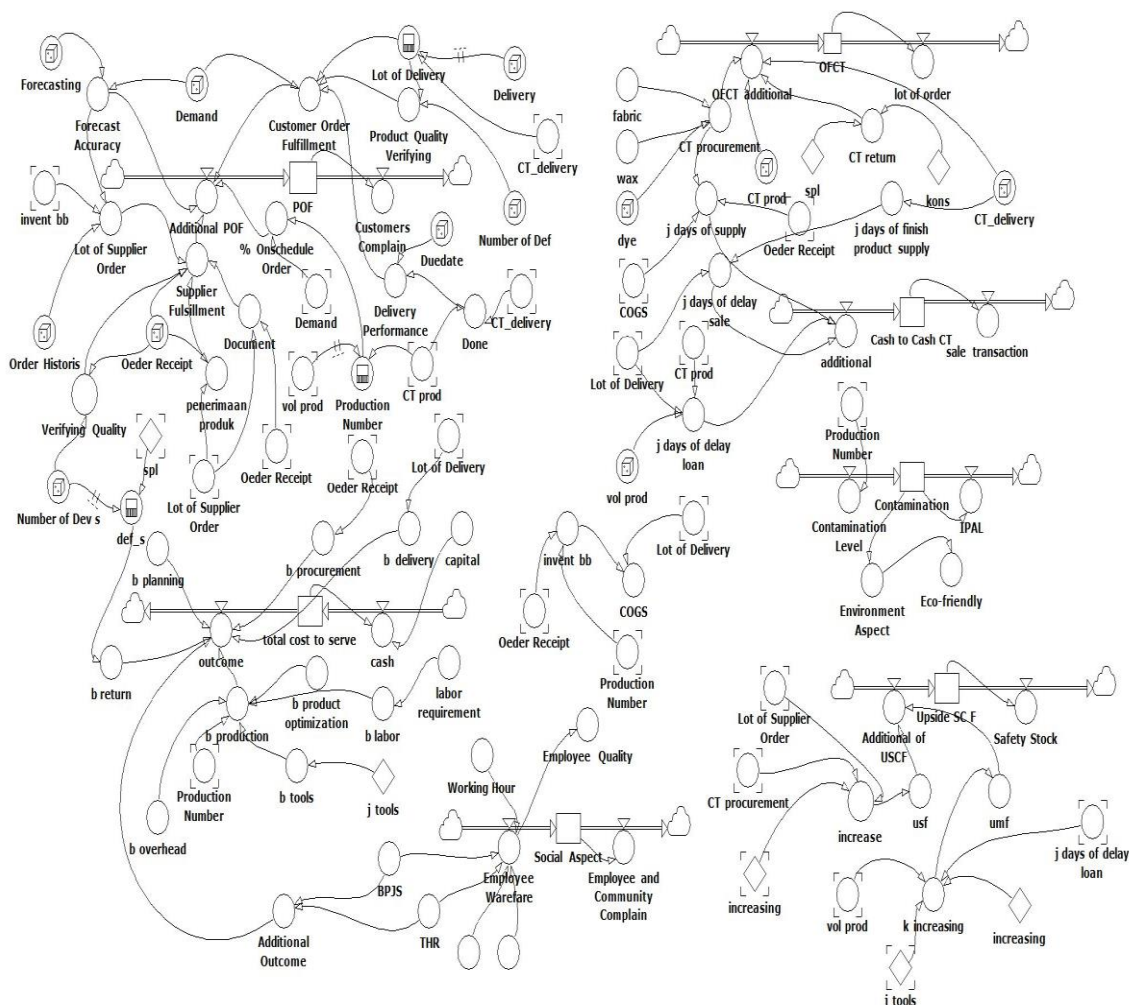 Forecasting
Demand
Lot of Delivery
Delivery
Forecast
Accuracy
Customer Order
Fulfillment
Product Quality
Verifying
CT_delivery
invent bb
Lot of Supplier
Order
Additional POF
POF
% Onschedule
Order
Customers
Complain
Number of Def
Duedate
Supplier
Fulsillment
Demand
Delivery
Performance
Done
CT_delivery
Order Historis
Oeder Receipt
Document
vol prod
Production
Number
CT prod
Verifying Quality
penerimaan
produk
spl
Oeder Receipt
Oeder Receipt
Lot of Delivery
Number of Dev s
def_s
Lot of Supplier
Order
b planning
b procurement
b delivery
capital
total cost to serve
outcome
cash
b return
b product
optimization
b labor
labor
requirement
b production
Production
Number
b tools
j tools
b overhead
Working Hour
Employee Quality
Social Aspect
BPJS
Employee
Warefare
Employee and
Community
Complain
Additional
Outcome
THR
OFCT
OFCT additional
lot of order
fabric
CT procurement
CT return
wax
CT prod
spl
kons
dye
j days of supply
Oeder Receipt
j days of finish
product supply
CT_delivery
COGS
j days of delay
sale
Cash to Cash CT
additional
sale transaction
Lot of Delivery
CT prod
j days of delay
loan
Production
Number
vol prod
Contamination
Contamination
Level
IPAL
Lot of Delivery
invent bb
COGS
Environment
Aspect
Eco-friendly
Oeder Receipt
Production
Number
Lot of Supplier
Order
Upside SC F
Additional of
USCF
Safety Stock
CT procurement
increase
usf
umf
j days of delay
loan
increasing
vol prod
k increasing
increasing
j tools